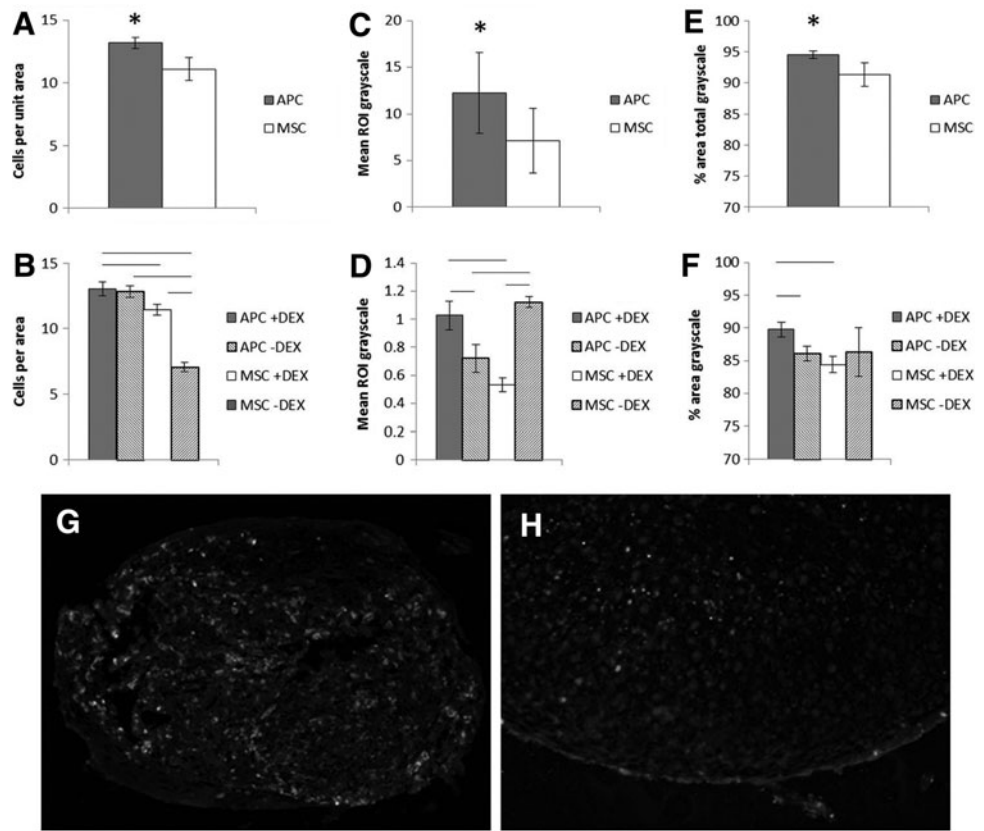 A
Cells per unit area
15
10
5
0
*
APC
MSC
C
Mean ROI grayscale
20
15
10
5
0
*
APC
MSC
E
% area total grayscale
100
95
90
85
80
75
70
*
APC
MSC
B
Cells per area
15
10
5
0
APC +DEX
APC -DEX
MSC +DEX
MSC -DEX
D
Mean ROI grayscale
1.4
1.2
1
0.8
0.6
0.4
0.2
0
APC +DEX
APC -DEX
MSC +DEX
MSC -DEX
F
% area grayscale
100
95
90
85
80
75
70
APC +DEX
APC -DEX
MSC +DEX
MSC -DEX
G
H